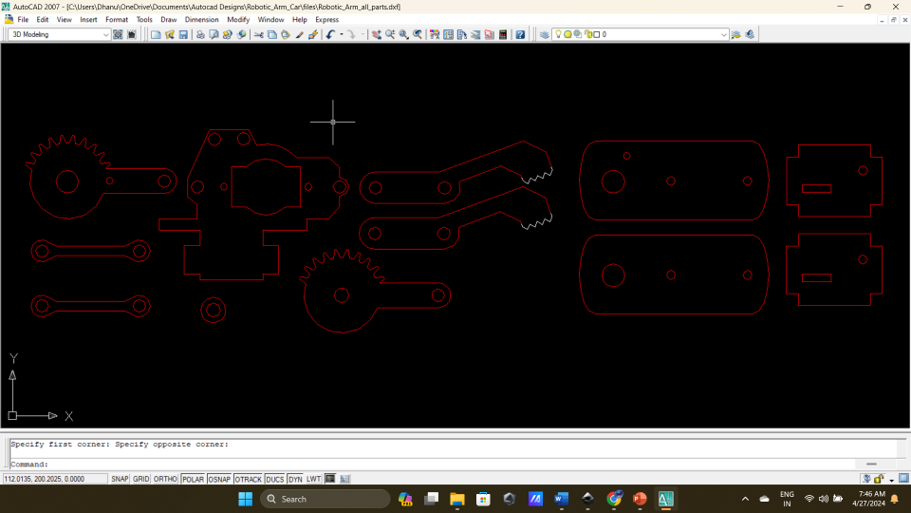 AutoCAD 2007 - [C:\Users\Dhanu\OneDrive\Documents\Autocad Designs\Robotic_Arm_Car\files\Robotic_Arm_all_parts.dxf]
File Edit View Insert Format Tools Draw Dimension Modify Window Help Express
3D Modeling 0
Y
X
Specify first corner: Specify opposite corner:
Command:
112.0135, 200.2025, 0.0000 SNAP GRID ORTHO POLAR OSNAP OTRACK DUCS DYN LWT
Search
ENG
IN
7:46 AM
4/27/2024